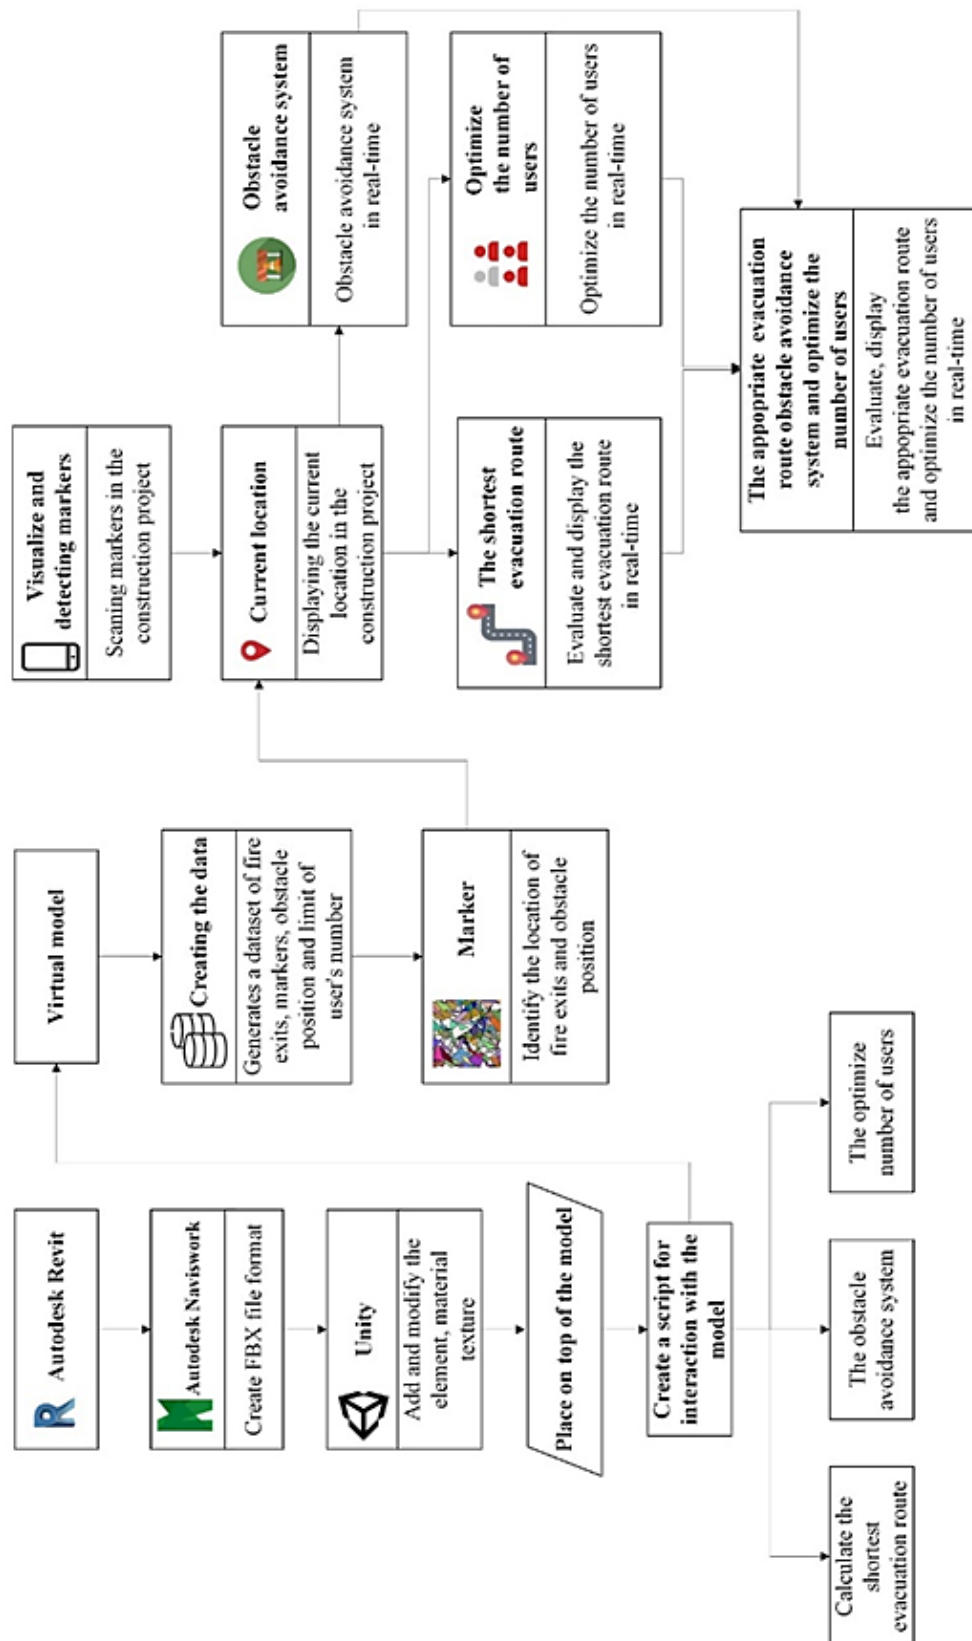 Autodesk Revit
Autodesk Naviswork
Create FBX file format
Unity
Add and modify the
element, material
texture
Place on top of the model
Create a script for
interaction with the
model
Calculate the
shortest
evacuation route
The obstacle
avoidance system
The optimize
number of users
Virtual model
Creating the data
Generates a dataset of fire
exits, markers, obstacle
position and limit of
user's number
Marker
Identify the location of
fire exits and obstacle
position
Visualize and
detecting markers
Scaning markers in the
construction project
Current location
Displaying the current
location in the
construction project
Obstacle
avoidance system
Obstacle avoidance system
in real-time
The shortest
evacuation route
Evaluate and display the
shortest evacuation route
in real-time
Optimize
the number of
users
Optimize the number of users
in real-time
The appopriate evacuation
route obstacle avoidance
system and optimize the
number of users
Evaluate, display
the appopriate evacuation route
and optimize the number of users
in real-time